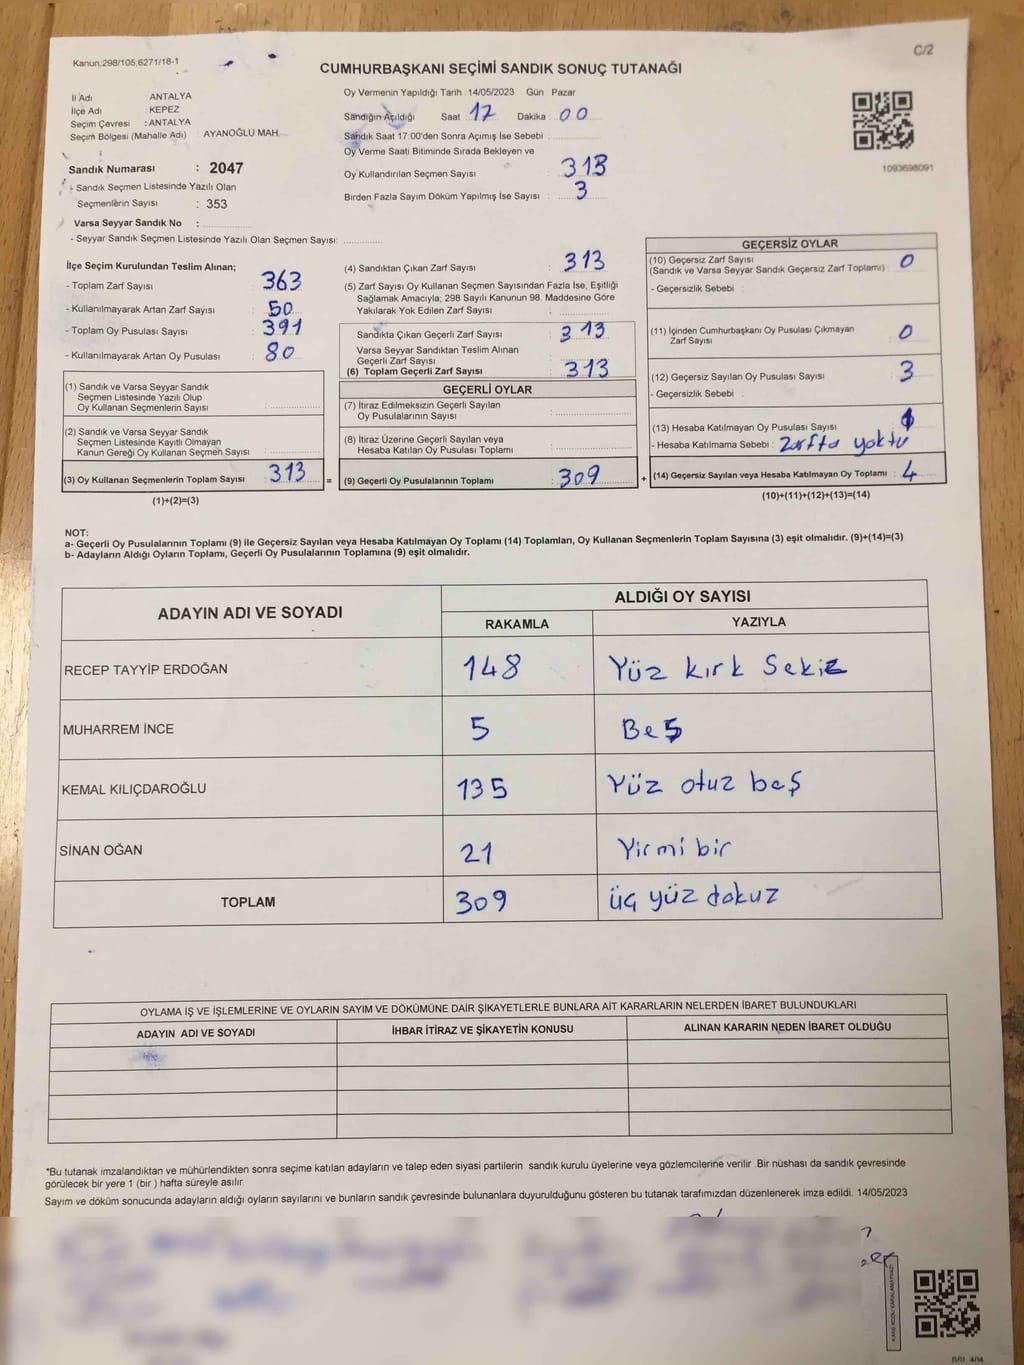 C/2
Kanun;298/105;6271/18-1
CUMHURBAŞKANI SEÇİMİ SANDIK SONUÇ TUTANAĞI
İl Adı : ANTALYA
İlçe Adı : KEPEZ
Seçim Çevresi : ANTALYA
Seçim Bölgesi (Mahalle Adı) AYANOĞLU MAH.
Sandık Numarası : 2047
- Sandık Seçmen Listesinde Yazılı Olan
Seçmenlerin Sayısı : 353
Varsa Seyyar Sandık No :
- Seyyar Sandık Seçmen Listesinde Yazılı Olan Seçmen Sayısı:
Oy Vermenin Yapıldığı Tarih : 14/05/2023 Gün Pazar
Sandığın Açıldığı Saat 17 Dakika : 00
Sandık Saat 17:00'den Sonra Açımış İse Sebebi
Oy Verme Saati Bitiminde Sırada Bekleyen ve
Oy Kullandırılan Seçmen Sayısı 313
Birden Fazla Sayım Döküm Yapılmış İse Sayısı : 3
1093698091
İlçe Seçim Kurulundan Teslim Alınan;
- Toplam Zarf Sayısı : 363
- Kullanılmayarak Artan Zarf Sayısı : 50
- Toplam Oy Pusulası Sayısı : 391
- Kullanılmayarak Artan Oy Pusulası : 80
(1) Sandık ve Varsa Seyyar Sandık
Seçmen Listesinde Yazılı Olup
Oy Kullanan Seçmenlerin Sayısı :
(2) Sandık ve Varsa Seyyar Sandık
Seçmen Listesinde Kayıtlı Olmayan
Kanun Gereği Oy Kullanan Seçmen Sayısı :
(3) Oy Kullanan Seçmenlerin Toplam Sayısı : 313
(1)+(2)=(3)
=
(4) Sandıktan Çıkan Zarf Sayısı : 313
(5) Zarf Sayısı Oy Kullanan Seçmen Sayısından Fazla İse, Eşitliği
Sağlamak Amacıyla; 298 Sayılı Kanunun 98. Maddesine Göre
Yakılarak Yok Edilen Zarf Sayısı :
Sandıkta Çıkan Geçerli Zarf Sayısı : 313
Varsa Seyyar Sandıktan Teslim Alınan
Geçerli Zarf Sayısı
(6) Toplam Geçerli Zarf Sayısı : 313
GEÇERLİ OYLAR
(7) İtiraz Edilmeksizin Geçerli Sayılan
Oy Pusulalarının Sayısı :
(8) İtiraz Üzerine Geçerli Sayılan veya
Hesaba Katılan Oy Pusulası Toplamı :
(9) Geçerli Oy Pusulalarının Toplamı : 309
+
GEÇERSİZ OYLAR
(10) Geçersiz Zarf Sayısı : 0
(Sandık ve Varsa Seyyar Sandık Geçersiz Zarf Toplamı)
- Geçersizlik Sebebi :
(11) İçinden Cumhurbaşkanı Oy Pusulası Çıkmayan
Zarf Sayısı : 0
(12) Geçersiz Sayılan Oy Pusulası Sayısı : 3
- Geçersizlik Sebebi :
(13) Hesaba Katılmayan Oy Pusulası Sayısı :
- Hesaba Katılmama Sebebi : zarfta yoktu
(14) Geçersiz Sayılan veya Hesaba Katılmayan Oy Toplamı : 4
(10)+(11)+(12)+(13)=(14)
NOT:
a- Geçerli Oy Pusulalarının Toplamı (9) ile Geçersiz Sayılan veya Hesaba Katılmayan Oy Toplamı (14) Toplamları, Oy Kullanan Seçmenlerin Toplam Sayısına (3) eşit olmalıdır. (9)+(14)=(3)
b- Adayların Aldığı Oyların Toplamı, Geçerli Oy Pusulalarının Toplamına (9) eşit olmalıdır.
ADAYIN ADI VE SOYADI ALDIĞI OY SAYISI
RAKAMLA YAZIYLA
RECEP TAYYİP ERDOĞAN 148 Yüz kırk sekiz
MUHARREM İNCE 5 Beş
KEMAL KILIÇDAROĞLU 135 Yüz otuz beş
SİNAN OĞAN 21 Yirmi bir
TOPLAM 309 üç yüz dokuz
OYLAMA İŞ VE İŞLEMLERİNE VE OYLARIN SAYIM VE DÖKÜMÜNE DAİR ŞİKAYETLERLE BUNLARA AİT KARARLARIN NELERDEN İBARET BULUNDUKLARI
ADAYIN ADI VE SOYADI İHBAR İTİRAZ VE ŞİKAYETİN KONUSU ALINAN KARARIN NEDEN İBARET OLDUĞU
*Bu tutanak imzalandıktan ve mühürlendikten sonra seçime katılan adayların ve talep eden siyasi partilerin sandık kurulu üyelerine veya gözlemcilerine verilir. Bir nüshası da sandık çevresinde
görülecek bir yere 1 (bir) hafta süreyle asılır.
Sayım ve döküm sonucunda adayların aldığı oyların sayılarını ve bunların sandık çevresinde bulunanlara duyurulduğunu gösteren bu tutanak tarafımızdan düzenlenerek imza edildi. 14/05/2023